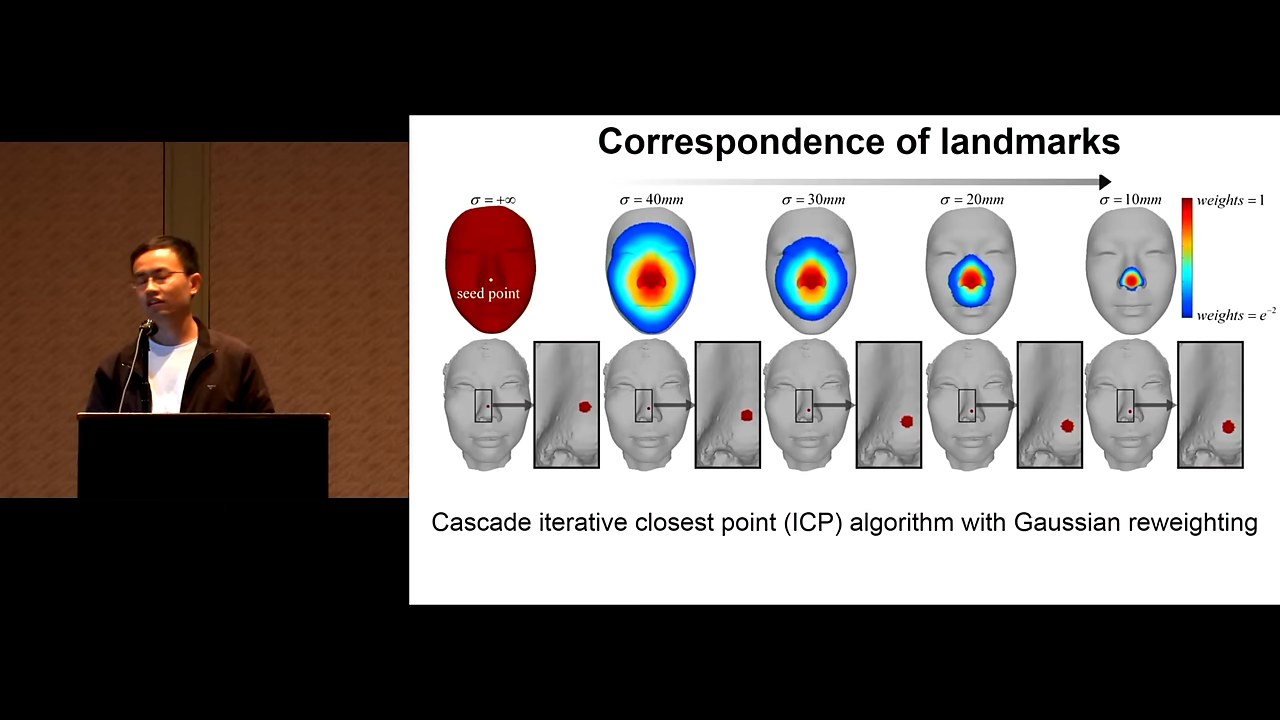 Correspondence of landmarks
σ = +∞
σ = 40mm
σ = 30mm
σ = 20mm
σ = 10mm
weights = 1
seed point
weights = e⁻²
Cascade iterative closest point (ICP) algorithm with Gaussian reweighting